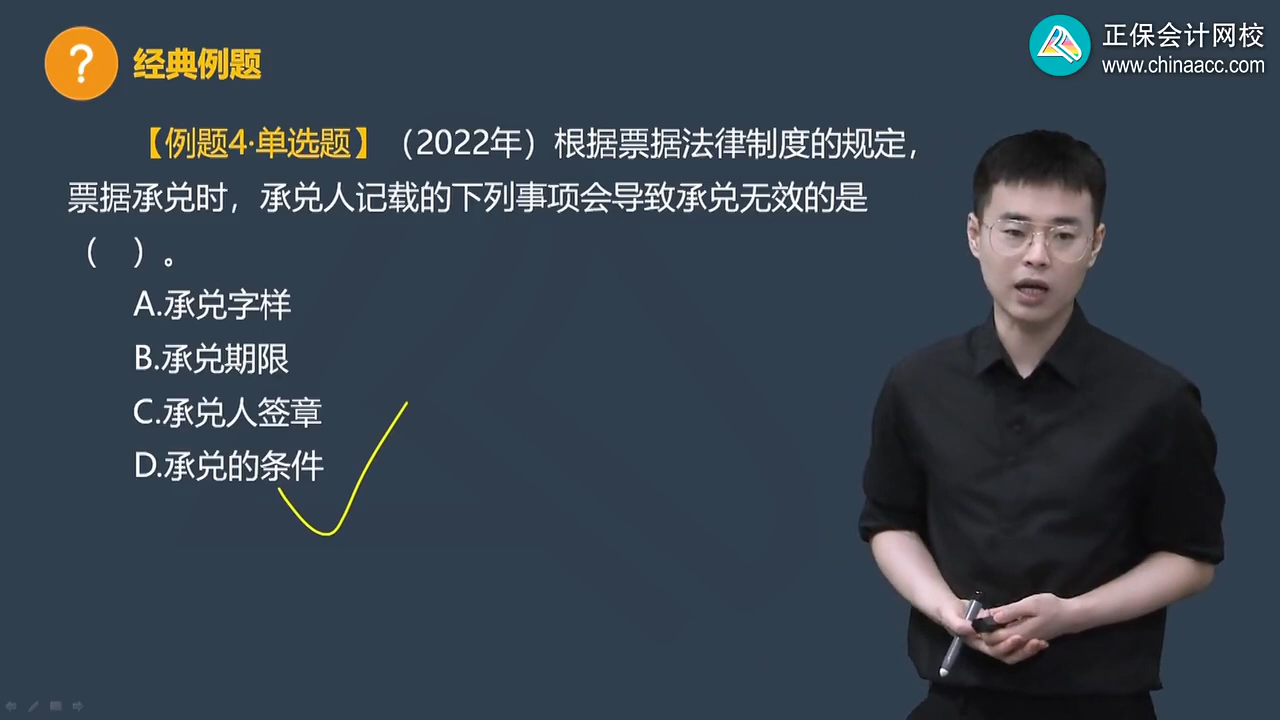 ?
经典例题
正保会计网校
www.chinaacc.com
【例题4·单选题】（2022年）根据票据法律制度的规定，
票据承兑时，承兑人记载的下列事项会导致承兑无效的是
（ ）。
A.承兑字样
B.承兑期限
C.承兑人签章
D.承兑的条件